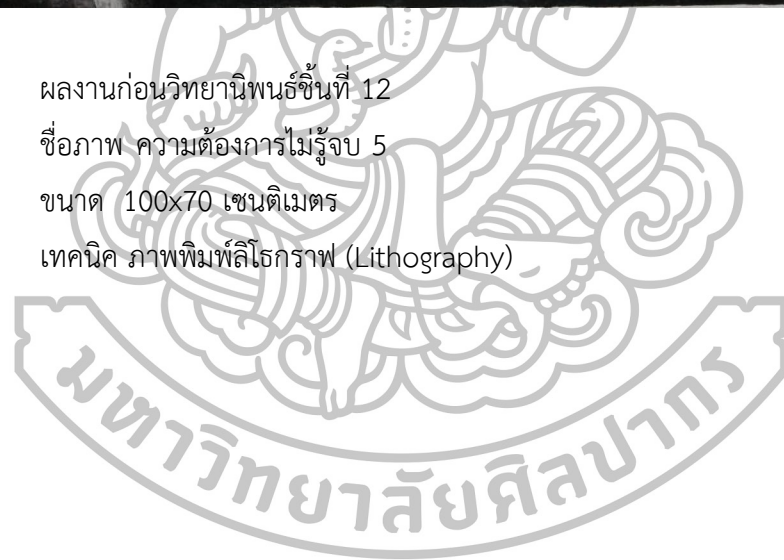 ผลงานก่อนวิทยานิพนธ์ชิ้นที่ 12
ชื่อภาพ ความต้องการไม่รู้จบ 5
ขนาด  100x70 เซนติเมตร
เทคนิค ภาพพิมพ์ลิโธกราฟ (Lithography)
มหาวิทยาลัยศิลปากร